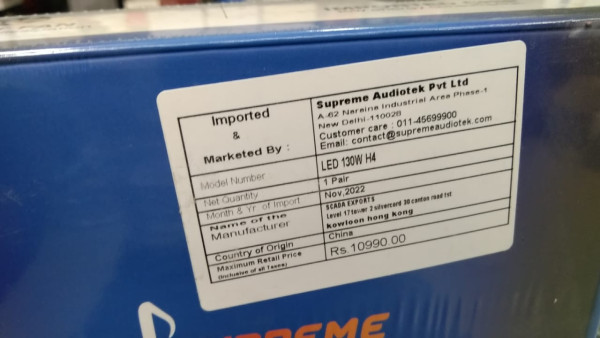 Imported
&
Marketed By :
Supreme Audiotek Pvt Ltd
A-62 Naraina Industrial Area Phase-1
New Delhi-110028
Customer care : 011-45699900
Email: contact@supremeaudiotek.com
Model Number
LED 130W H4
Net Quantity
1 Pair
Month & Yr of Import
Nov,2022
Name of the
Manufacturer
SCADA EXPORTS
Level 17 tower 2 silvercard 30 canton road tst
kowloon hong kong
Country of Origin
China
Maximum Retail Price
(Inclusive of all Taxes)
Rs.10990.00
SUPREME